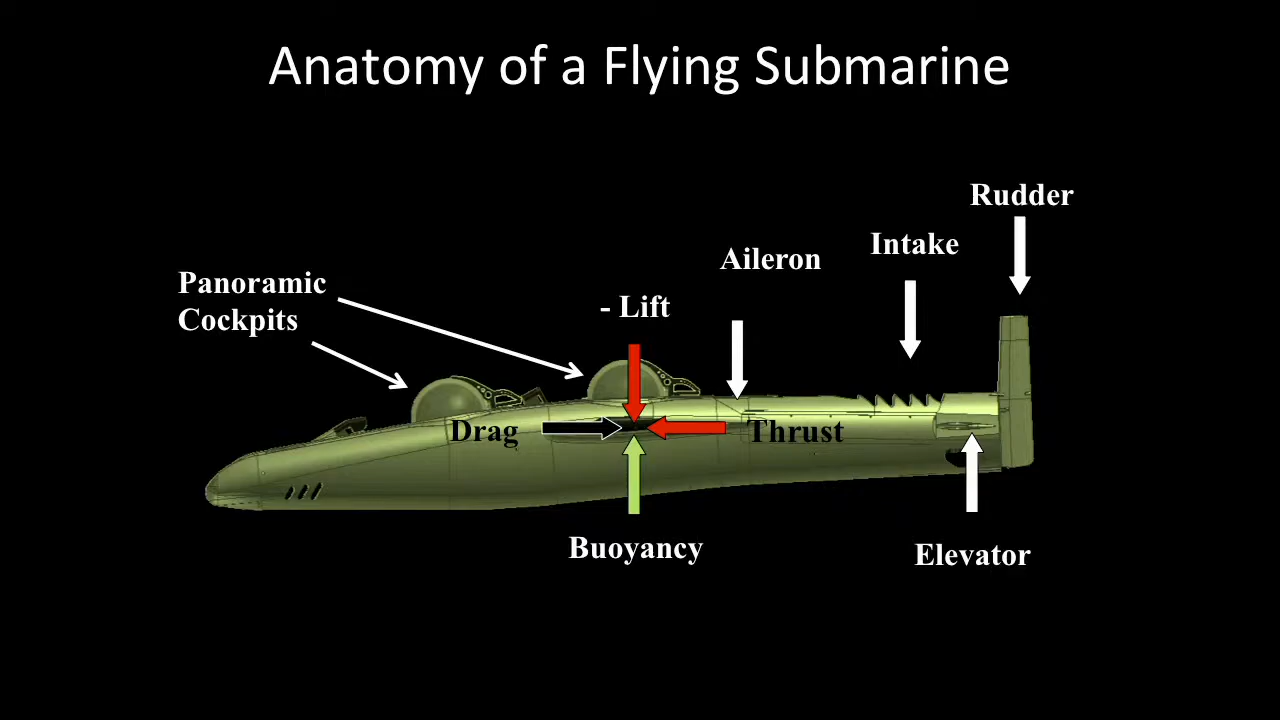 Anatomy of a Flying Submarine
Rudder
Intake
Aileron
Panoramic
Cockpits
- Lift
Drag
Thrust
Buoyancy
Elevator